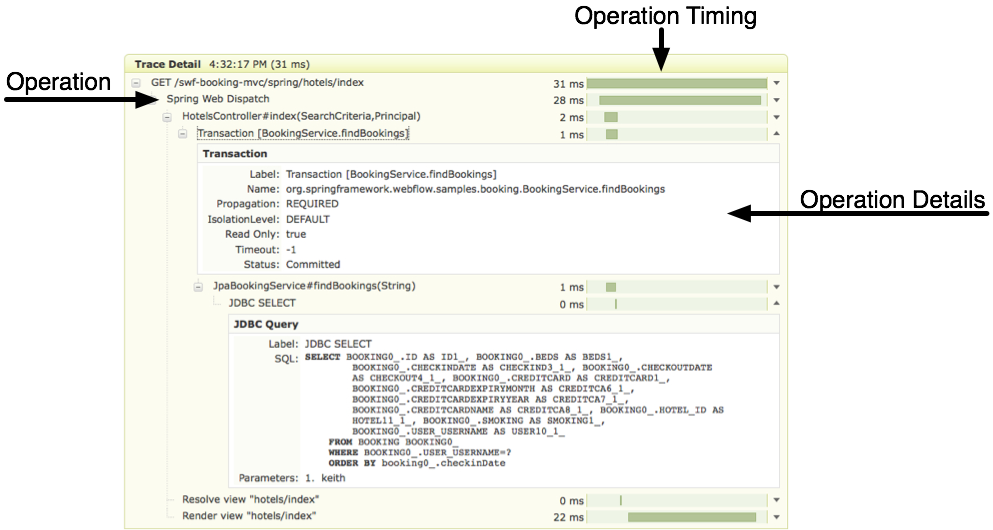 Operation Timing
Trace Detail 4:32:17 PM (31 ms)
Operation
GET /swf-booking-mvc/spring/hotels/index 31 ms
Spring Web Dispatch 28 ms
HotelsController#index(SearchCriteria,Principal) 2 ms
Transaction [BookingService.findBookings] 1 ms
Transaction
Label: Transaction [BookingService.findBookings]
Name: org.springframework.webflow.samples.booking.BookingService.findBookings
Propagation: REQUIRED
Operation Details
IsolationLevel: DEFAULT
Read Only: true
Timeout: -1
Status: Committed
JpaBookingService#findBookings(String) 1 ms
JDBC SELECT 0 ms
JDBC Query
Label: JDBC SELECT
SQL: SELECT BOOKING0_.ID AS ID1_, BOOKING0_.BEDS AS BEDS1_,
BOOKING0_.CHECKINDATE AS CHECKIND3_1_, BOOKING0_.CHECKOUTDATE
AS CHECKOUT4_1_, BOOKING0_.CREDITCARD AS CREDITCARD1_,
BOOKING0_.CREDITCARDEXPIRYMONTH AS CREDITCA6_1_,
BOOKING0_.CREDITCARDEXPIRYYEAR AS CREDITCA7_1_,
BOOKING0_.CREDITCARDNAME AS CREDITCA8_1_, BOOKING0_.HOTEL_ID AS
HOTEL11_1_, BOOKING0_.SMOKING AS SMOKING1_,
BOOKING0_.USER_USERNAME AS USER10_1_
FROM BOOKING BOOKING0_
WHERE BOOKING0_.USER_USERNAME=?
ORDER BY booking0_.checkinDate
Parameters: 1. keith
Resolve view "hotels/index" 0 ms
Render view "hotels/index" 22 ms